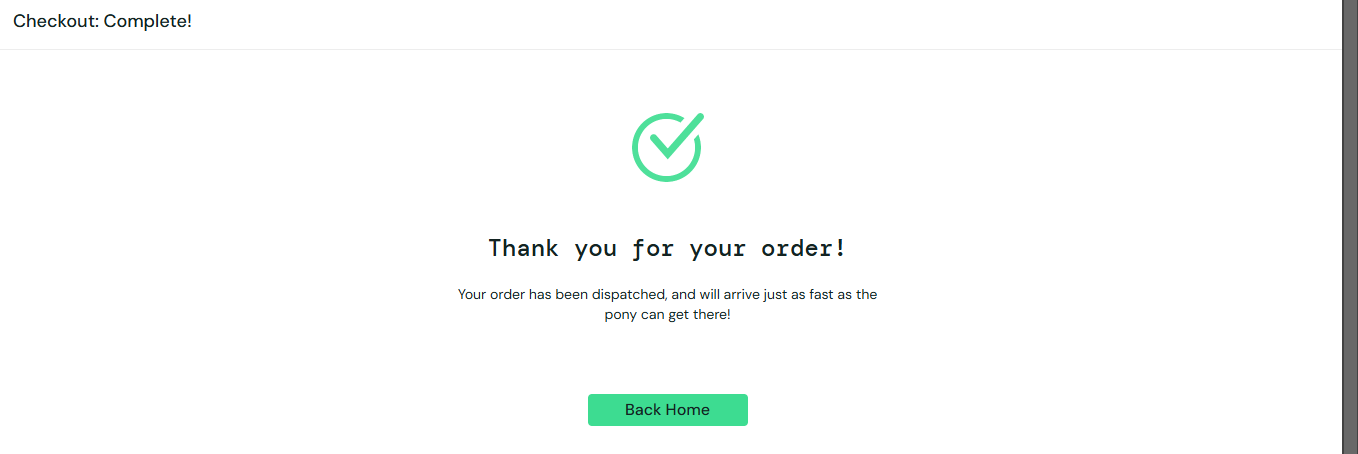 Checkout: Complete!
Thank you for your order!
Your order has been dispatched, and will arrive just as fast as the
pony can get there!
Back Home